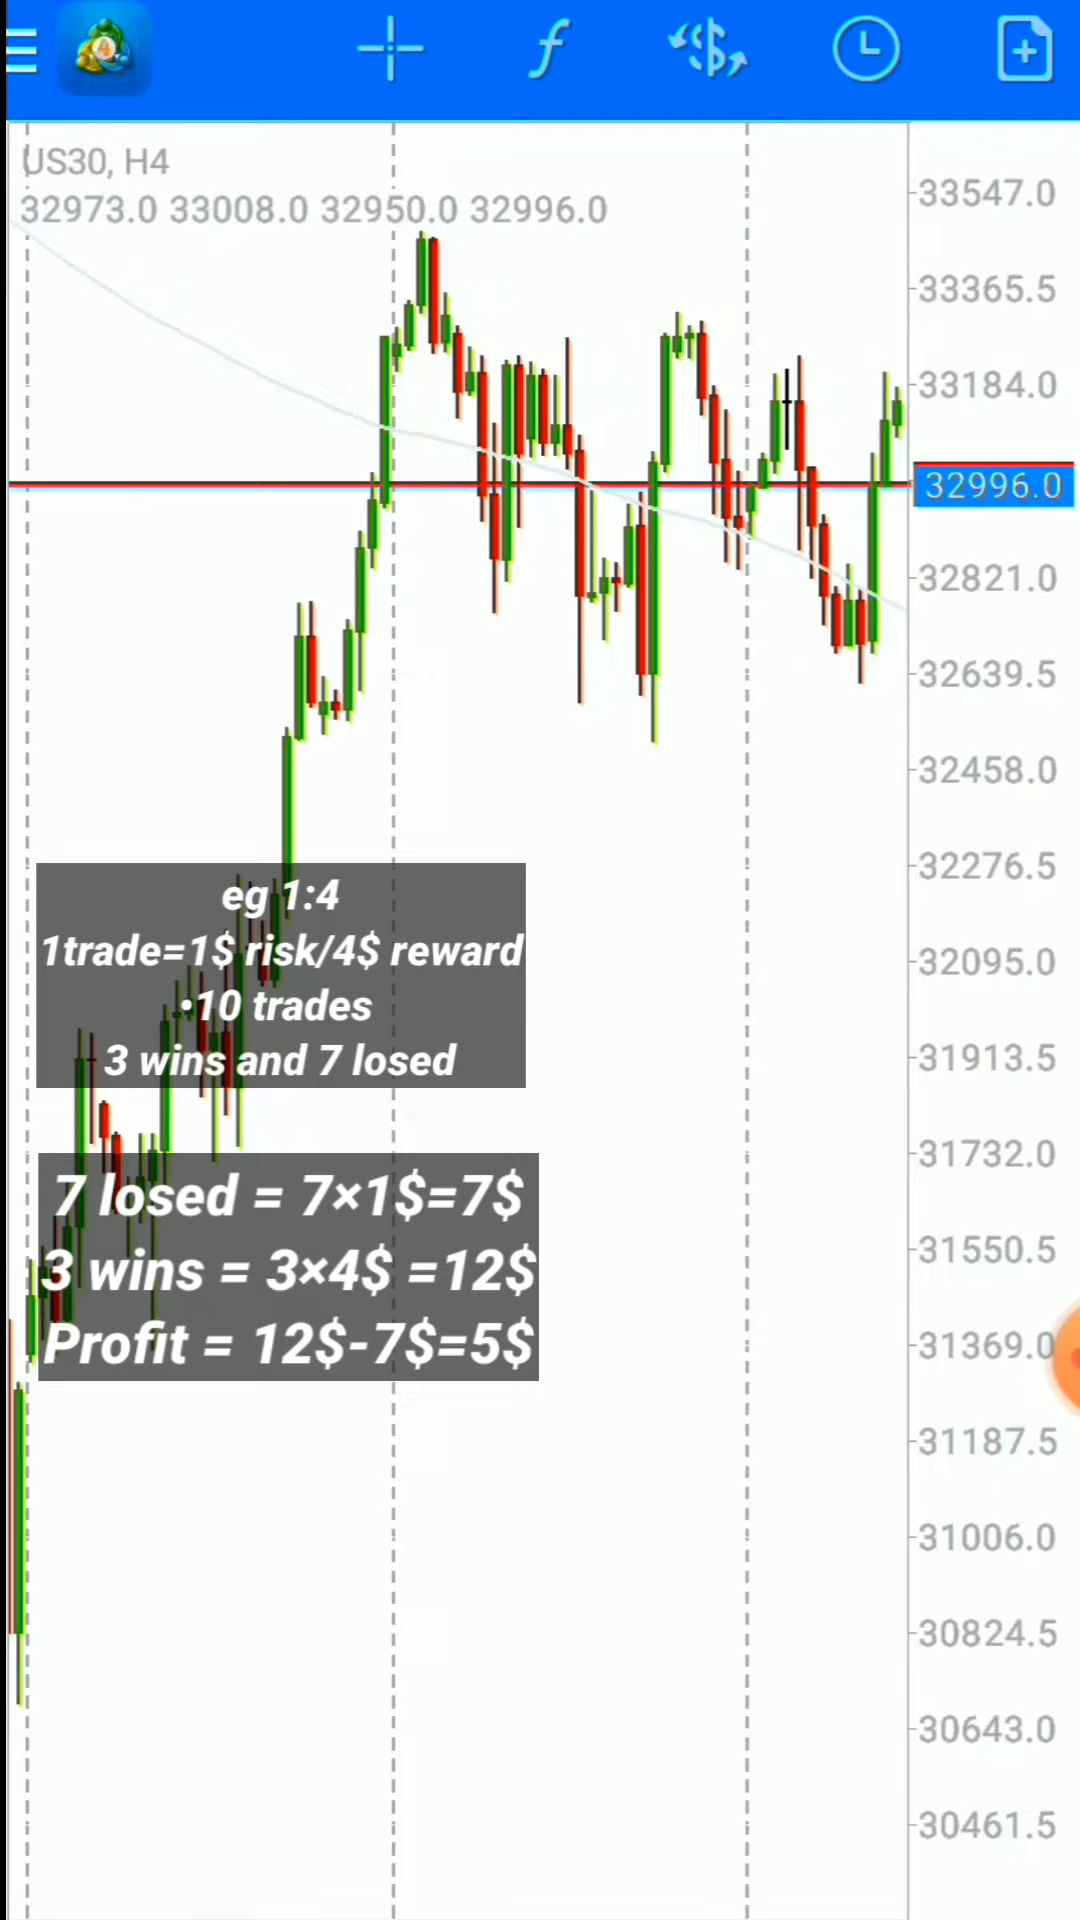 US30, H4
32973.0 33008.0 32950.0 32996.0
33547.0
33365.5
33184.0
32996.0
32821.0
32639.5
32458.0
32276.5
32095.0
31913.5
31732.0
31550.5
31369.0
31187.5
31006.0
30824.5
30643.0
30461.5
eg 1:4
1trade=1$ risk/4$ reward
•10 trades
3 wins and 7 losed
7 losed = 7×1$=7$
3 wins = 3×4$ =12$
Profit = 12$-7$=5$